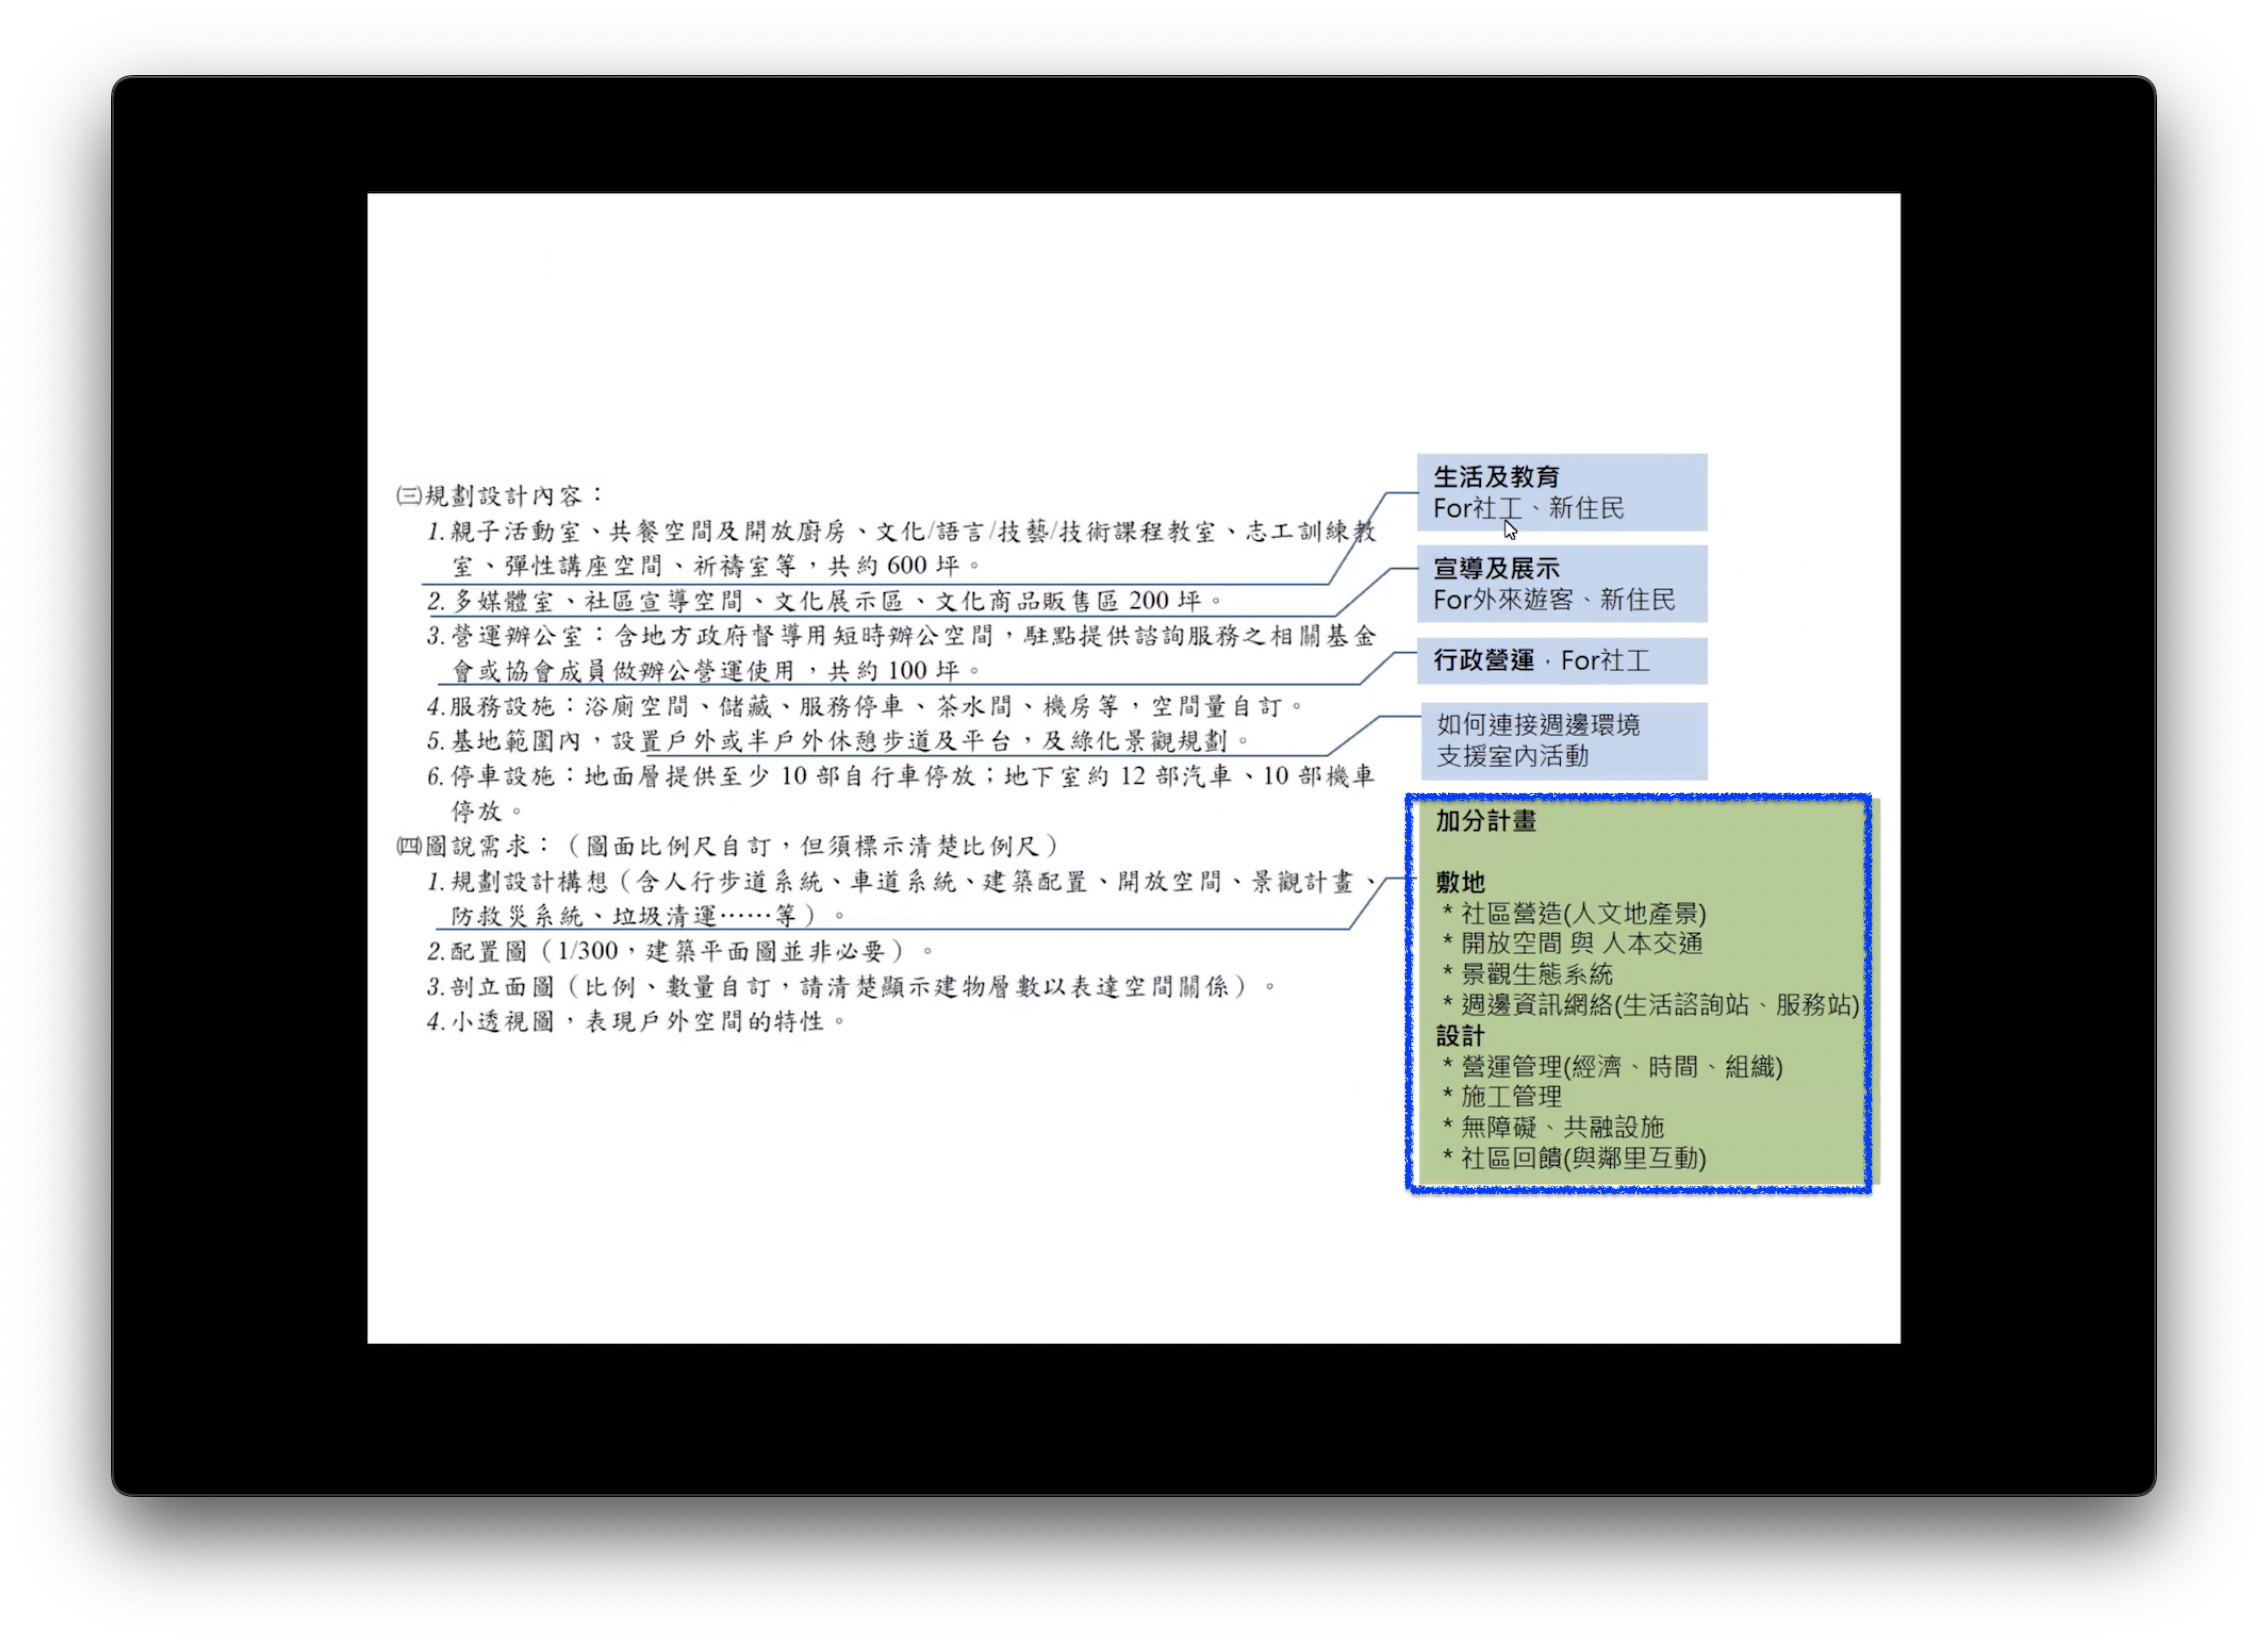 ㈢規劃設計內容：
1.親子活動室、共餐空間及開放廚房、文化/語言/技藝/技術課程教室、志工訓練教
室、彈性講座空間、祈禱室等，共約 600 坪。
2.多媒體室、社區宣導空間、文化展示區、文化商品販售區 200 坪。
3.營運辦公室：含地方政府督導用短時辦公空間，駐點提供諮詢服務之相關基金
會或協會成員做辦公營運使用，共約 100 坪。
4.服務設施：浴廁空間、儲藏、服務停車、茶水間、機房等，空間量自訂。
5.基地範圍內，設置戶外或半戶外休憩步道及平台，及綠化景觀規劃。
6.停車設施：地面層提供至少 10 部自行車停放；地下室約 12 部汽車、10 部機車
停放。
㈣圖說需求：（圖面比例尺自訂，但須標示清楚比例尺）
1.規劃設計構想（含人行步道系統、車道系統、建築配置、開放空間、景觀計畫、
防救災系統、垃圾清運……等）。
2.配置圖（1/300，建築平面圖並非必要）。
3.剖立面圖（比例、數量自訂，請清楚顯示建物層數以表達空間關係）。
4.小透視圖，表現戶外空間的特性。
生活及教育
For社工、新住民
宣導及展示
For外來遊客、新住民
行政營運，For社工
如何連接週邊環境
支援室內活動
加分計畫
敷地
* 社區營造(人文地產景)
* 開放空間 與 人本交通
* 景觀生態系統
* 週邊資訊網絡(生活諮詢站、服務站)
設計
* 營運管理(經濟、時間、組織)
* 施工管理
* 無障礙、共融設施
* 社區回饋(與鄰里互動)